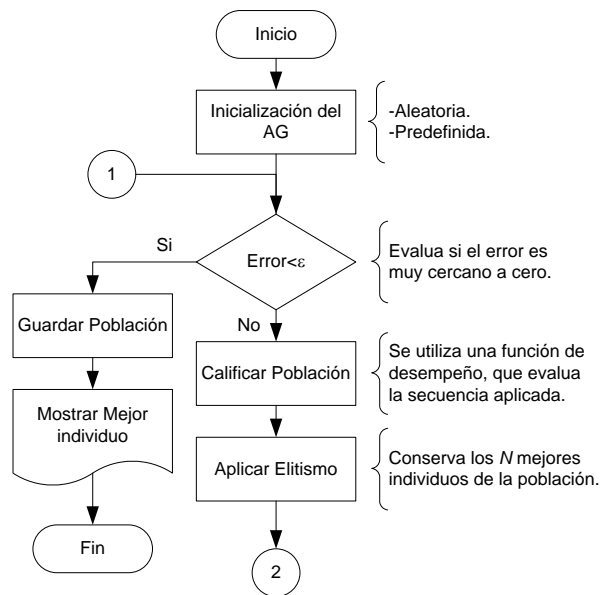 Inicio
Inicialización del
AG
-Aleatoria.
-Predefinida.
1
Si
Error<ε
Evalua si el error es
muy cercano a cero.
Guardar Población
No
Calificar Población
Se utiliza una función de
desempeño, que evalua
la secuencia aplicada.
Mostrar Mejor
individuo
Aplicar Elitismo
Conserva los N mejores
individuos de la población.
Fin
2